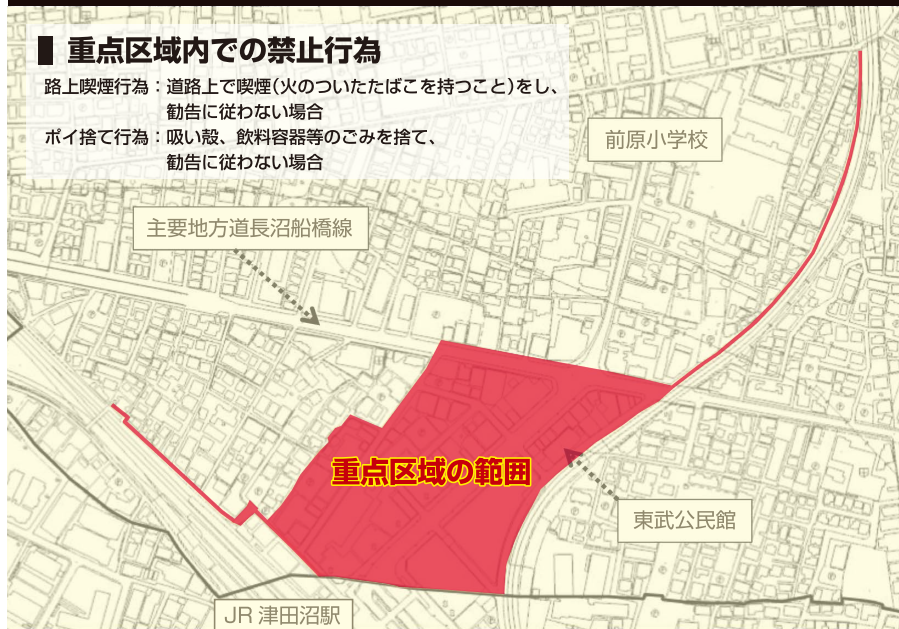 重点区域内での禁止行為
路上喫煙行為：道路上で喫煙（火のついたたばこを持つこと）をし、
勧告に従わない場合
ポイ捨て行為：吸い殻、飲料容器等のごみを捨て、
勧告に従わない場合
前原小学校
主要地方道長沼船橋線
重点区域の範囲
東武公民館
JR 津田沼駅